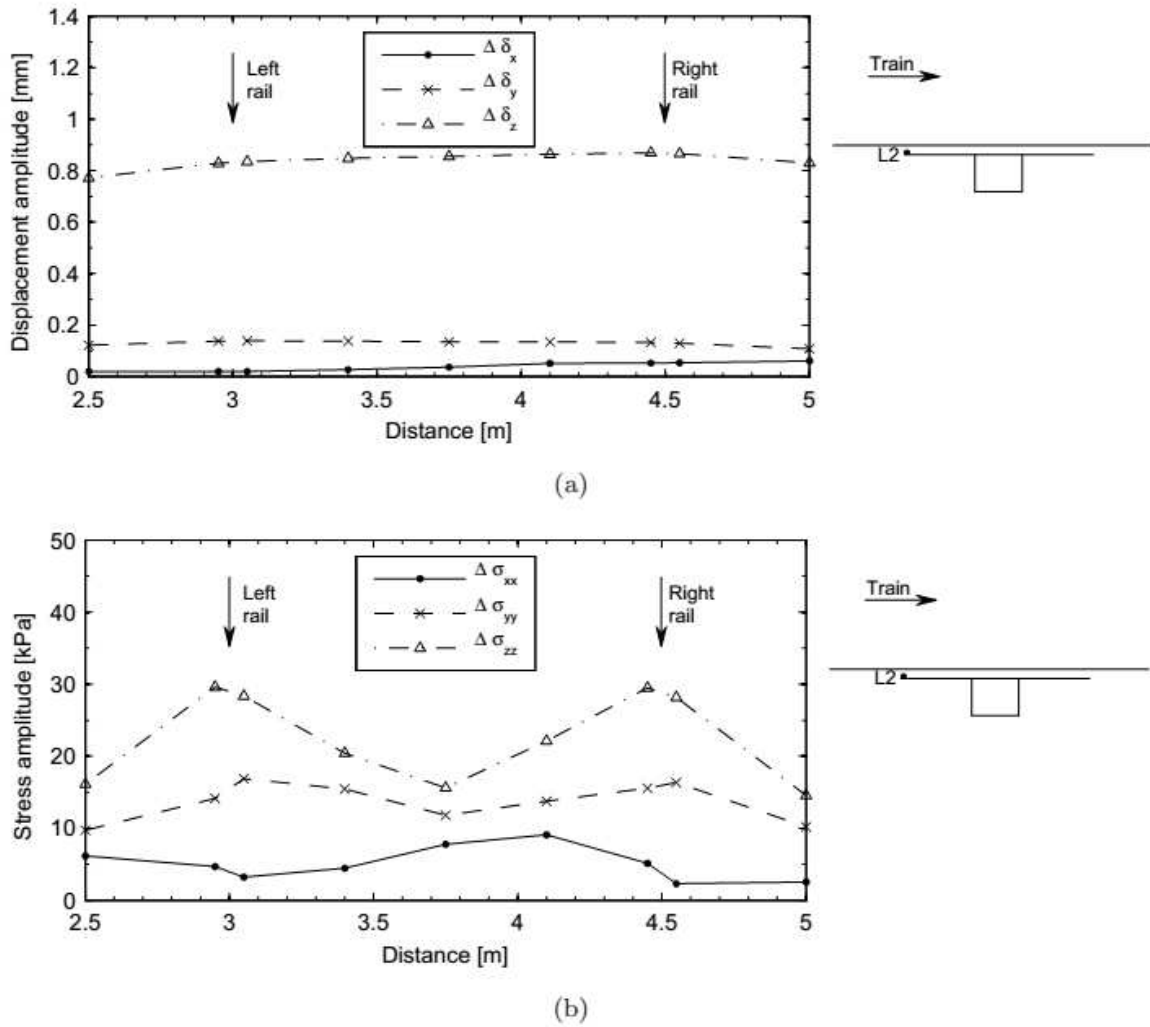 1.4
1.2
1
0.8
0.6
0.4
0.2
0
Displacement amplitude [mm]
Left
rail
Δ δx
Δ δy
Δ δz
Right
rail
2.5 3 3.5 4 4.5 5
Distance [m]
Train
L2
(a)
50
40
30
20
10
0
Stress amplitude [kPa]
Left
rail
Δ σxx
Δ σyy
Δ σzz
Right
rail
2.5 3 3.5 4 4.5 5
Distance [m]
Train
L2
(b)